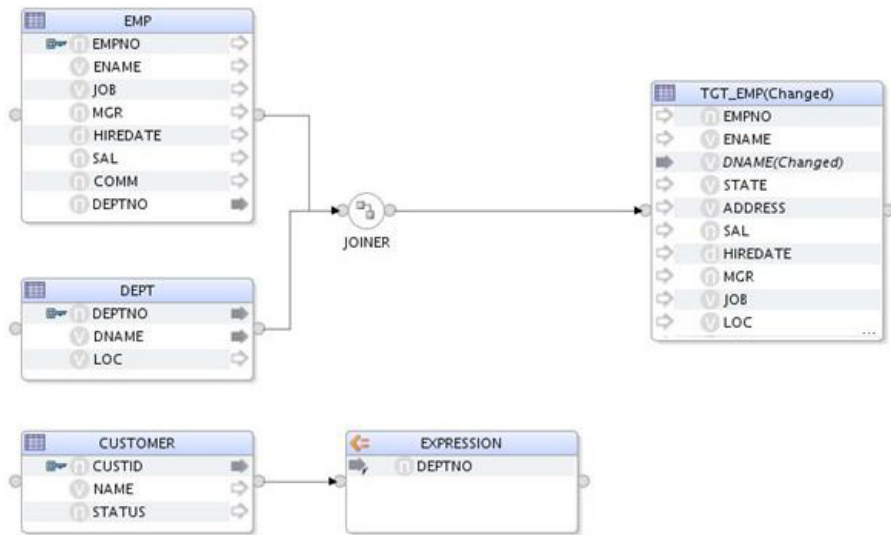 EMP
EMPNO
ENAME
JOB
MGR
HIREDATE
SAL
COMM
DEPTNO
JOINER
TGT_EMP(Changed)
EMPNO
ENAME
DNAME(Changed)
STATE
ADDRESS
SAL
HIREDATE
MGR
JOB
LOC
...
DEPT
DEPTNO
DNAME
LOC
CUSTOMER
CUSTID
NAME
STATUS
EXPRESSION
DEPTNO